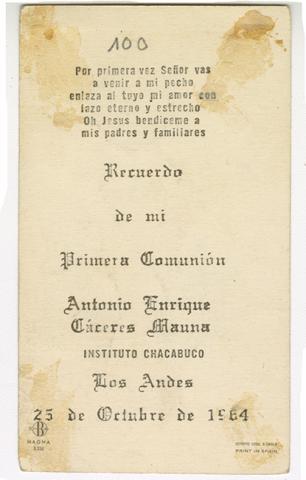 100
Por primera vez Señor vas
a venir a mi pecho
enlaza al tuyo mi amor con
lazo eterno y estrecho
Oh Jesus bendiceme a
mis padres y familiares
Recuerdo
de mi
Primera Comunión
Antonio Enrique
Cáceres Mauna
INSTITUTO CHACABUCO
Los Andes
25 de Octubre de 1964
B
MAGNA
PRINT IN SPAIN